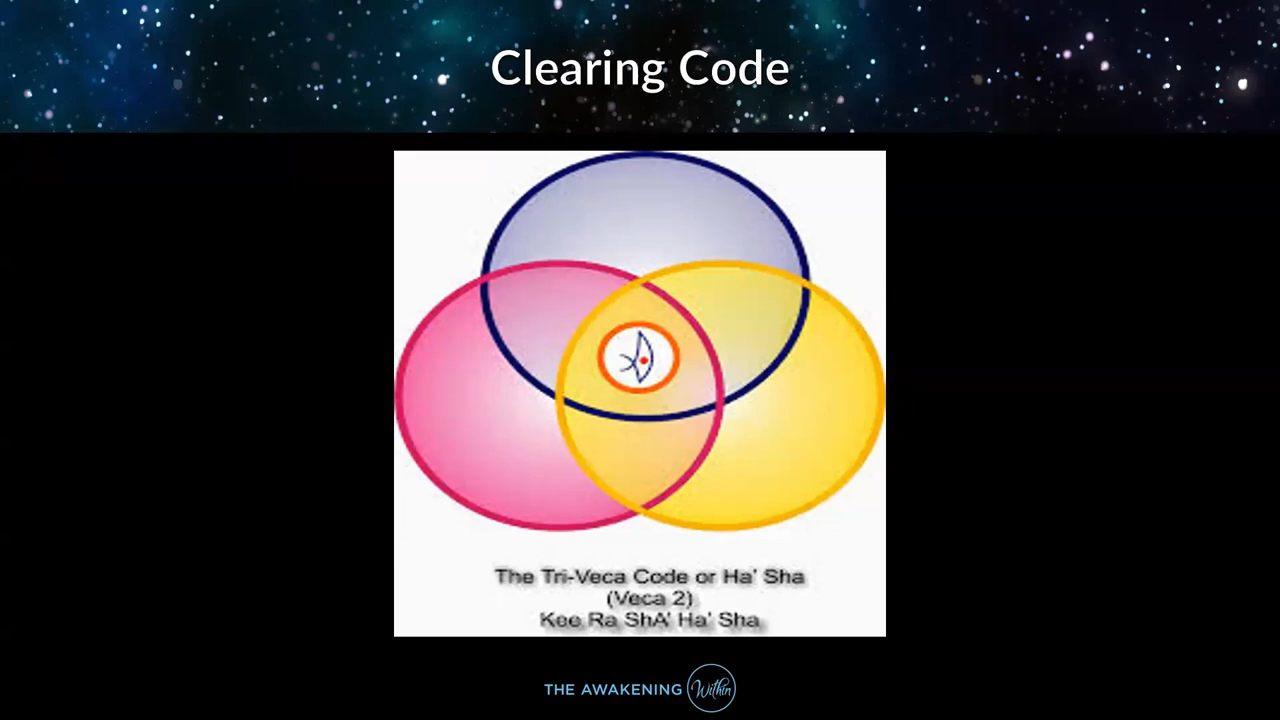 Clearing Code
The Tri-Veca Code or Ha' Sha
(Veca 2)
Kee Ra ShA' Ha' Sha
THE AWAKENING Within